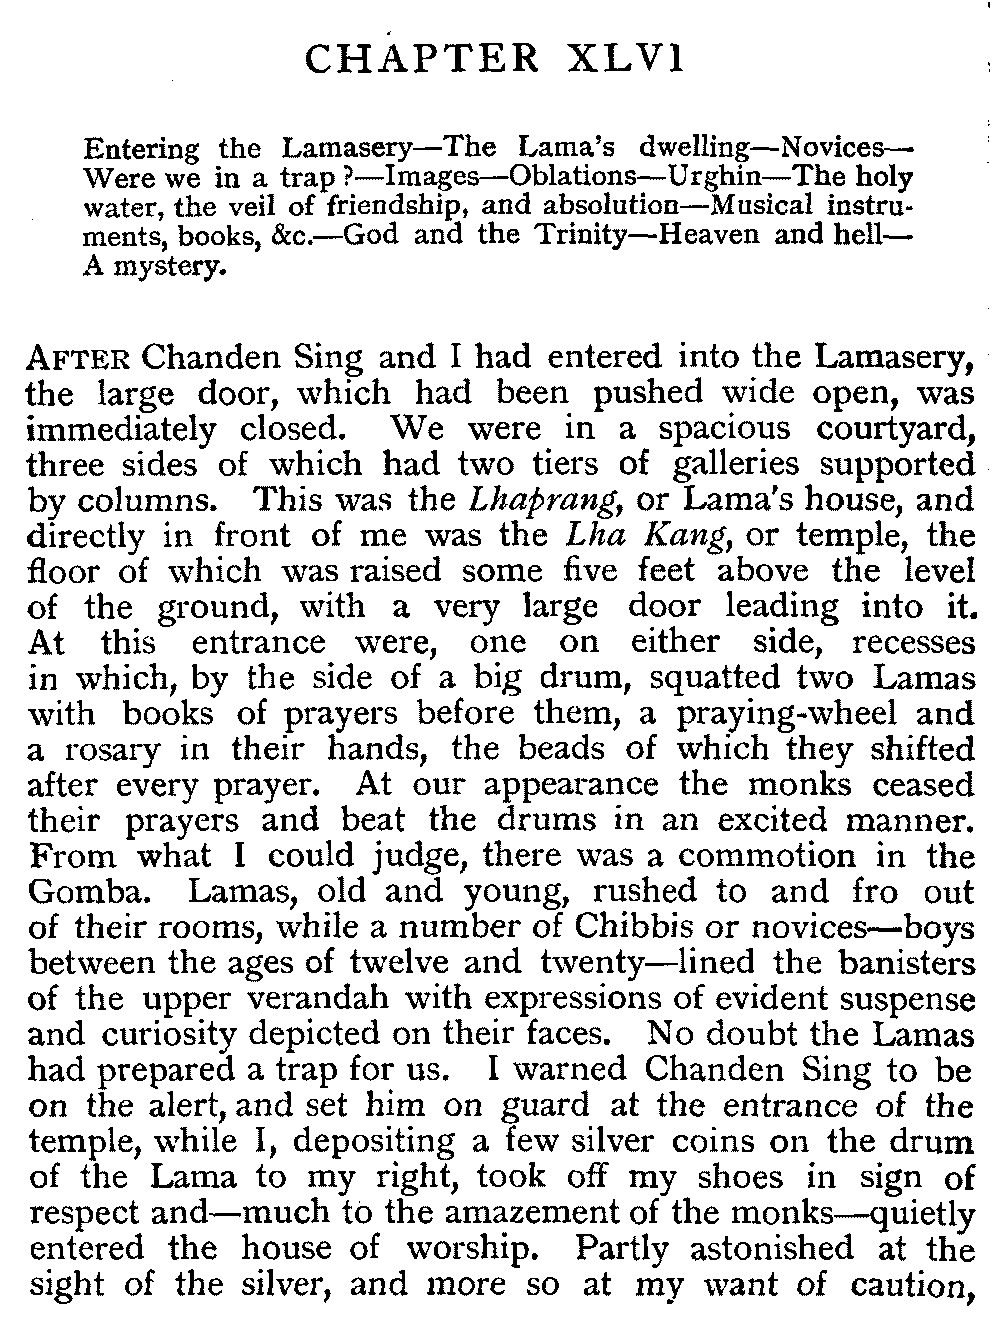 CHAPTER XLVI
Entering the Lamasery—The Lama's dwelling—Novices—
Were we in a trap ?—Images—Oblations—Urghin—The holy
water, the veil of friendship, and absolution—Musical instru-
ments, books, &c.—God and the Trinity—Heaven and hell—
A mystery.
AFTER Chanden Sing and I had entered into the Lamasery,
the large door, which had been pushed wide open, was
immediately closed. We were in a spacious courtyard,
three sides of which had two tiers of galleries supported
by columns. This was the Lhaprang, or Lama's house, and
directly in front of me was the Lha Kang, or temple, the
floor of which was raised some five feet above the level
of the ground, with a very large door leading into it.
At this entrance were, one on either side, recesses
in which, by the side of a big drum, squatted two Lamas
with books of prayers before them, a praying-wheel and
a rosary in their hands, the beads of which they shifted
after every prayer. At our appearance the monks ceased
their prayers and beat the drums in an excited manner.
From what I could judge, there was a commotion in the
Gomba. Lamas, old and young, rushed to and fro out
of their rooms, while a number of Chibbis or novices—boys
between the ages of twelve and twenty—lined the banisters
of the upper verandah with expressions of evident suspense
and curiosity depicted on their faces. No doubt the Lamas
had prepared a trap for us. I warned Chanden Sing to be
on the alert, and set him on guard at the entrance of the
temple, while I, depositing a few silver coins on the drum
of the Lama to my right, took off my shoes in sign of
respect and—much to the amazement of the monks—quietly
entered the house of worship. Partly astonished at the
sight of the silver, and more so at my want of caution,